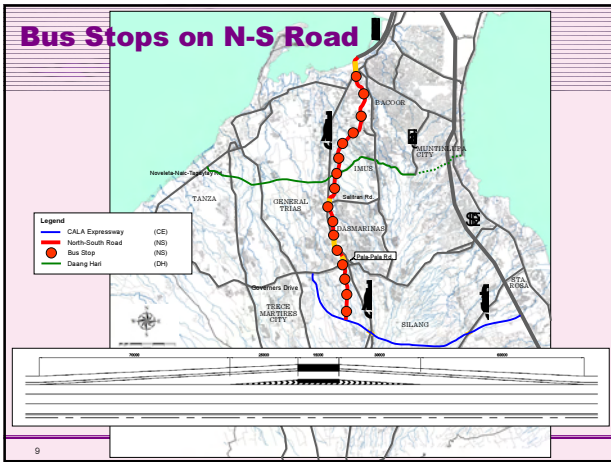 Bus Stops on N-S Road
BACOOR
MUNTINLUPA
CITY
IMUS
Noveleta-Naic-Tagaytay Rd.
TANZA
GENERAL
TRIAS
Salitran Rd.
DASMARINAS
Legend
CALA Expressway (CE)
North-South Road (NS)
Bus Stop (NS)
Daang Hari (DH)
Pala-Pala Rd.
Governors Drive
STA.
ROSA
TRECE
MARTIRES
CITY
SILANG
9